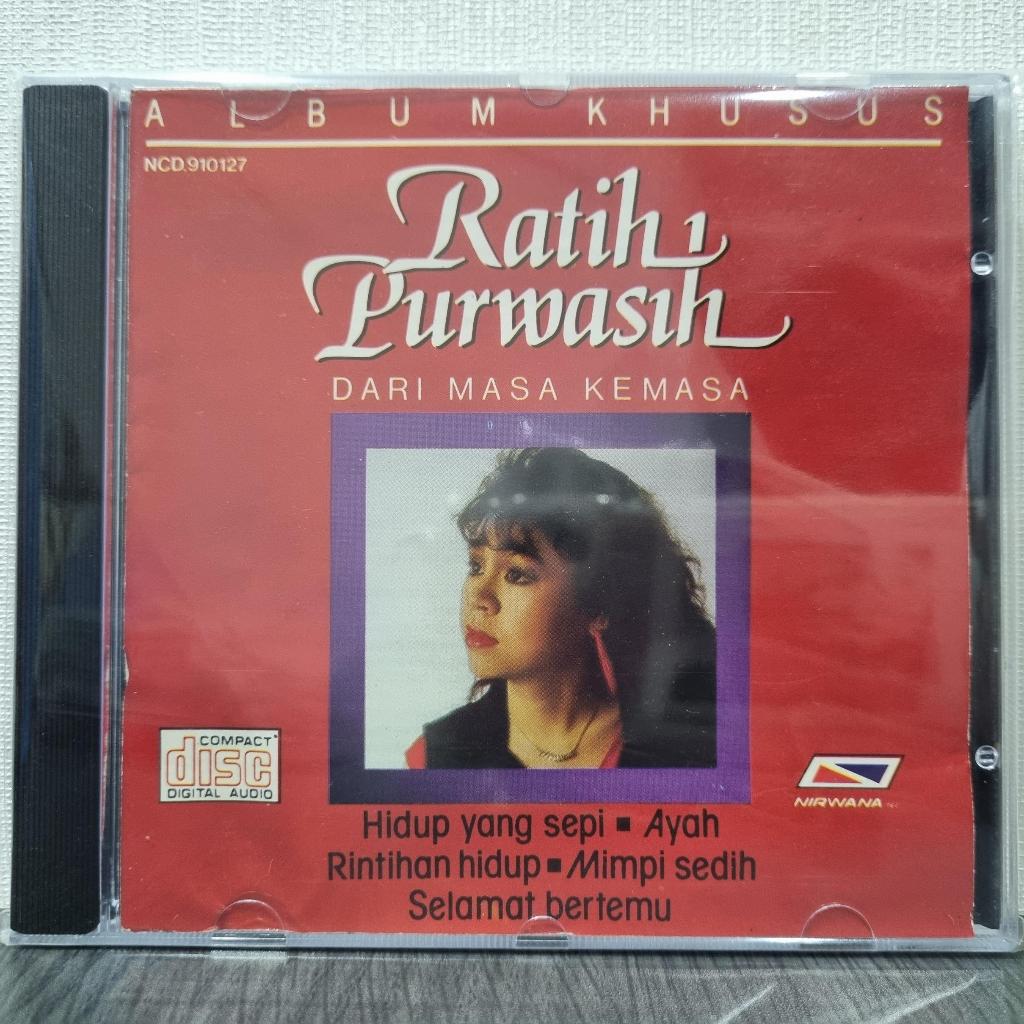 ALBUM KHUSUS
NCD.910127
Ratih
Purwasih
DARI MASA KEMASA
COMPACT
disc
DIGITAL AUDIO
NIRWANA
Hidup yang sepi ▪ Ayah
Rintihan hidup ▪ Mimpi sedih
Selamat bertemu